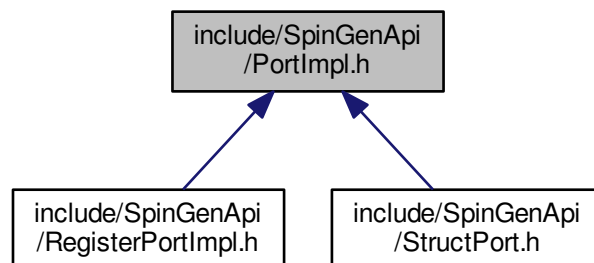 include/SpinGenApi
/PortImpl.h
include/SpinGenApi
/RegisterPortImpl.h
include/SpinGenApi
/StructPort.h